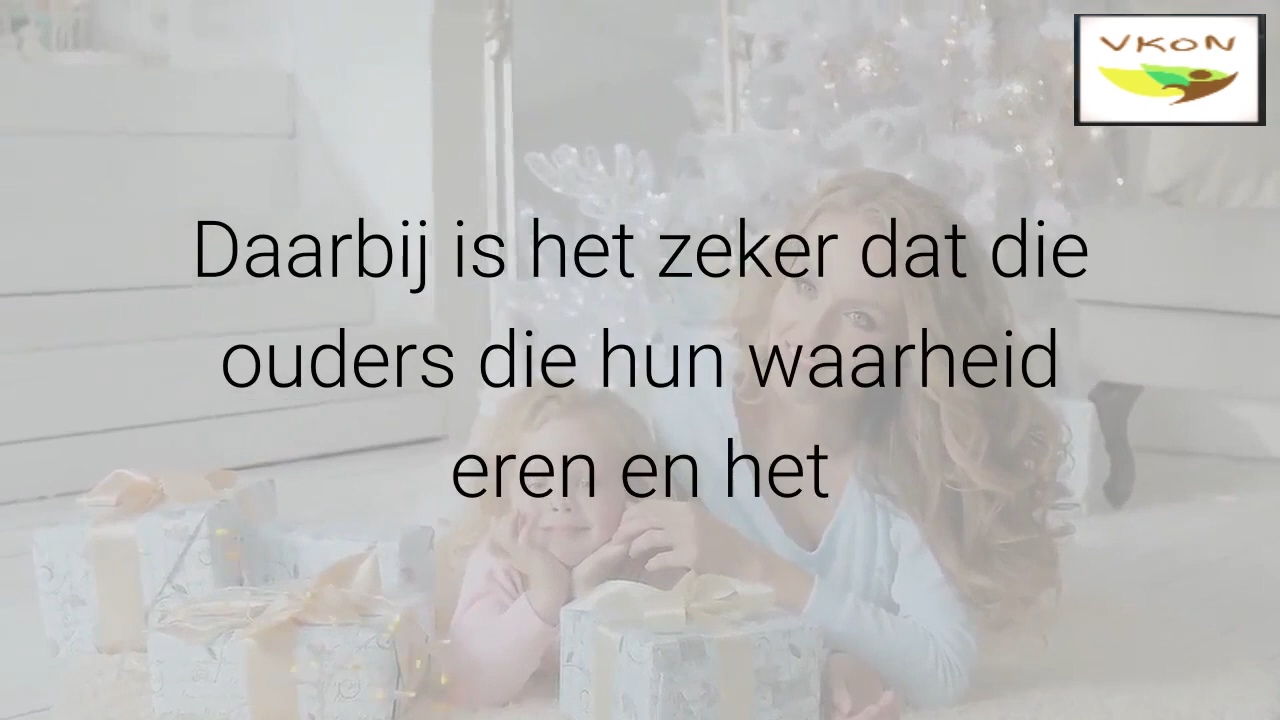 VKON
Daarbij is het zeker dat die
ouders die hun waarheid
eren en het